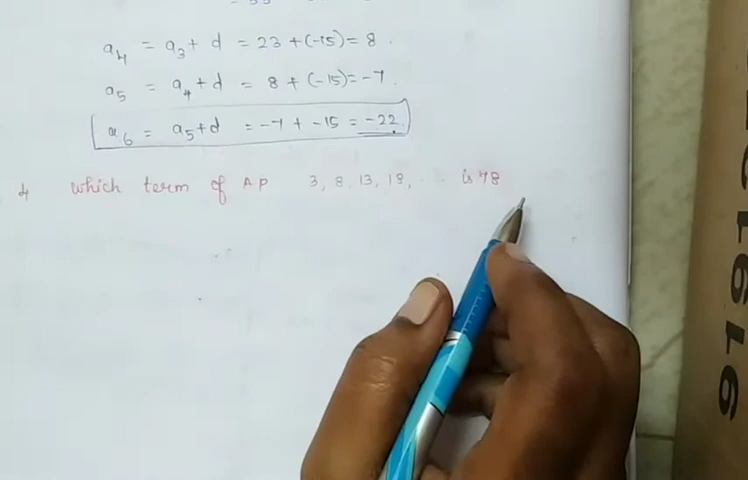 a4 = a3 + d = 23 + (-15) = 8.
a5 = a4 + d = 8 + (-15) = -7.
a6 = a5 + d = -7 + -15 = -22.
4 which term of AP 3, 8, 13, 18, . . . is 78
9191619